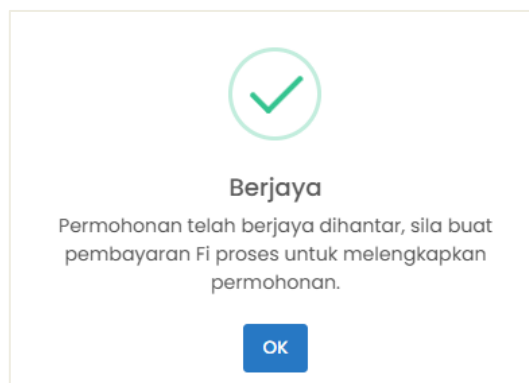 Berjaya
Permohonan telah berjaya dihantar, sila buat
pembayaran Fi proses untuk melengkapkan
permohonan.
OK